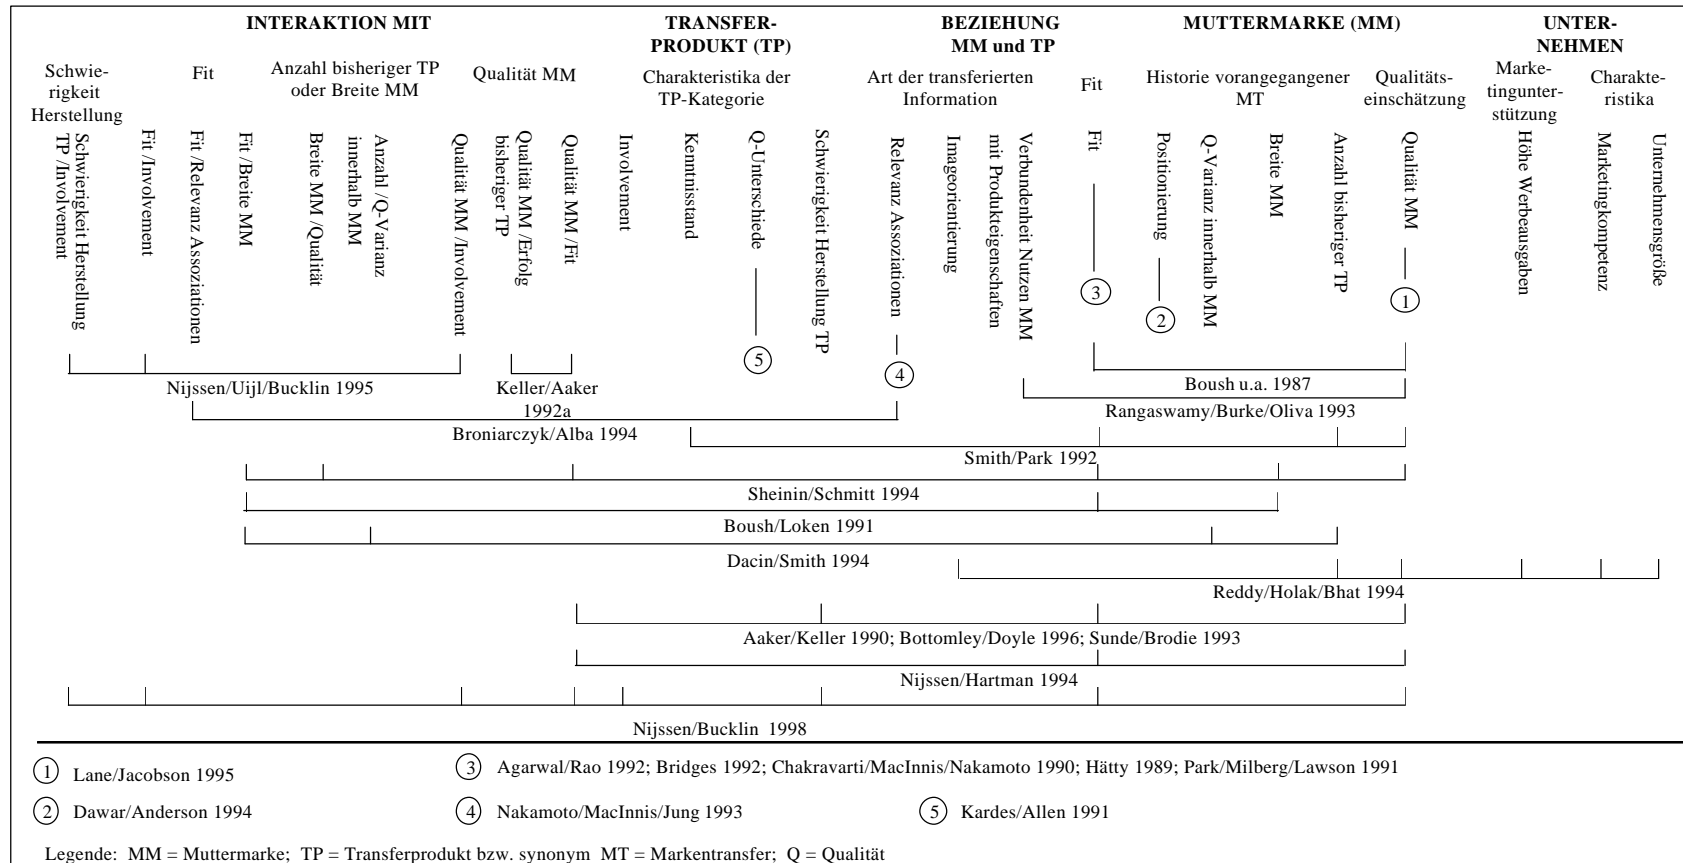 INTERAKTION MIT
TRANSFER-
PRODUKT (TP)
BEZIEHUNG
MM und TP
MUTTERMARKE (MM)
UNTER-
NEHMEN
Schwie-
rigkeit
Herstellung
Fit
Anzahl bisheriger TP
oder Breite MM
Qualität MM
Charakteristika der
TP-Kategorie
Art der transferierten
Information
Fit
Historie vorangegangener
MT
Qualitäts-
einschätzung
Marke-
tingunter-
stützung
Charakte-
ristika
Schwierigkeit Herstellung
TP /Involvement
Fit /Involvement
Fit /Relevanz Assoziationen
Fit /Breite MM
Breite MM /Qualität
Anzahl /Q-Varianz
innerhalb MM
Qualität MM /Involvement
Qualität MM /Erfolg
bisheriger TP
Qualität MM /Fit
Involvement
Kenntnisstand
Q-Unterschiede
Schwierigkeit Herstellung TP
Relevanz Assoziationen
Imageorientierung
Verbundenheit Nutzen MM
mit Produkteigenschaften
Fit
Positionierung
Q-Varianz innerhalb MM
Breite MM
Anzahl bisheriger TP
Qualität MM
Höhe Werbeausgaben
Marketingkompetenz
Unternehmensgröße
3
1
2
5
4
Nijssen/Uijl/Bucklin 1995
Keller/Aaker
1992a
Boush u.a. 1987
Rangaswamy/Burke/Oliva 1993
Broniarczyk/Alba 1994
Smith/Park 1992
Sheinin/Schmitt 1994
Boush/Loken 1991
Dacin/Smith 1994
Reddy/Holak/Bhat 1994
Aaker/Keller 1990; Bottomley/Doyle 1996; Sunde/Brodie 1993
Nijssen/Hartman 1994
Nijssen/Bucklin 1998
1 Lane/Jacobson 1995
3 Agarwal/Rao 1992; Bridges 1992; Chakravarti/MacInnis/Nakamoto 1990; Hätty 1989; Park/Milberg/Lawson 1991
2 Dawar/Anderson 1994
4 Nakamoto/MacInnis/Jung 1993
5 Kardes/Allen 1991
Legende: MM = Muttermarke; TP = Transferprodukt bzw. synonym MT = Markentransfer; Q = Qualität